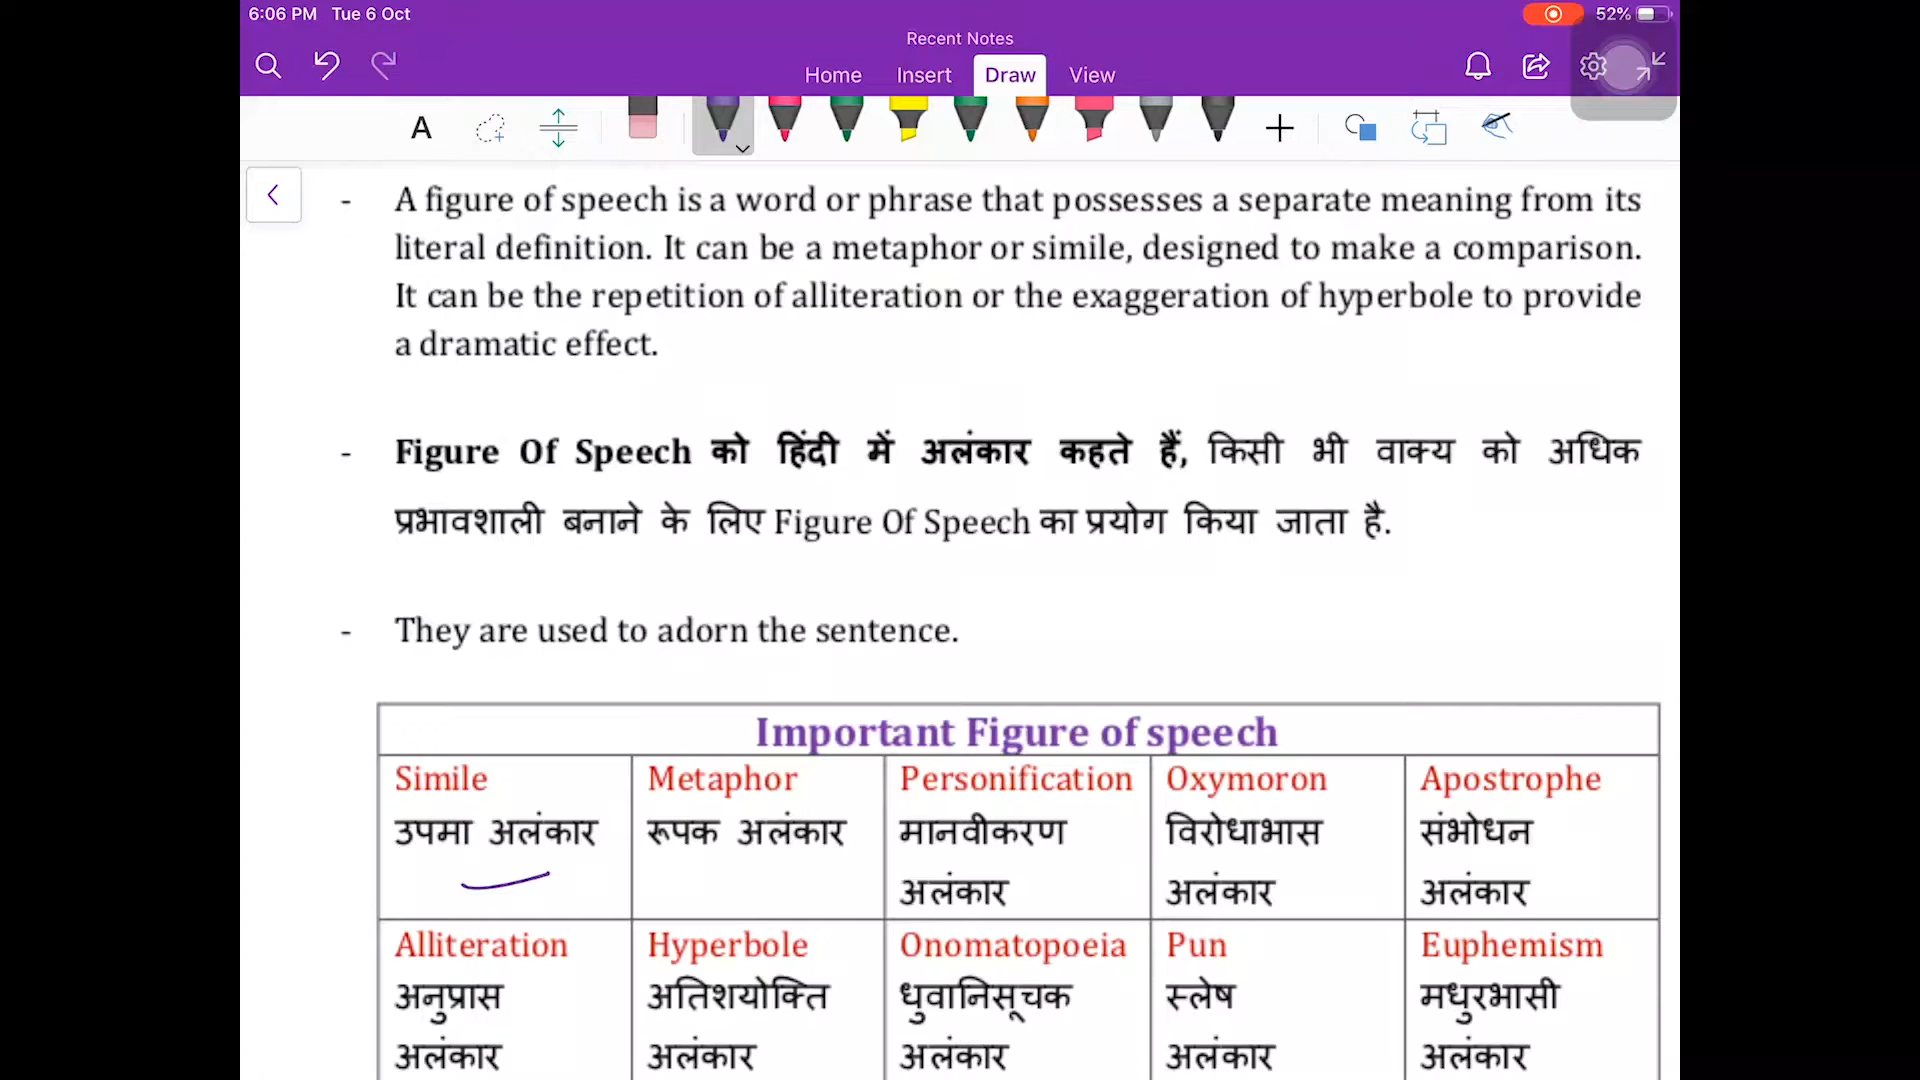 6:06 PM Tue 6 Oct
52%
Recent Notes
Home Insert Draw View
A
- A figure of speech is a word or phrase that possesses a separate meaning from its
literal definition. It can be a metaphor or simile, designed to make a comparison.
It can be the repetition of alliteration or the exaggeration of hyperbole to provide
a dramatic effect.
- Figure Of Speech को हिंदी में अलंकार कहते हैं, किसी भी वाक्य को अधिक
प्रभावशाली बनाने के लिए Figure Of Speech का प्रयोग किया जाता है.
- They are used to adorn the sentence.
Important Figure of speech
Simile Metaphor Personification Oxymoron Apostrophe
उपमा अलंकार रूपक अलंकार मानवीकरण विरोधाभास संभोधन
अलंकार अलंकार अलंकार
Alliteration Hyperbole Onomatopoeia Pun Euphemism
अनुप्रास अतिशयोक्ति धुवानिसूचक स्लेष मधुरभासी
अलंकार अलंकार अलंकार अलंकार अलंकार